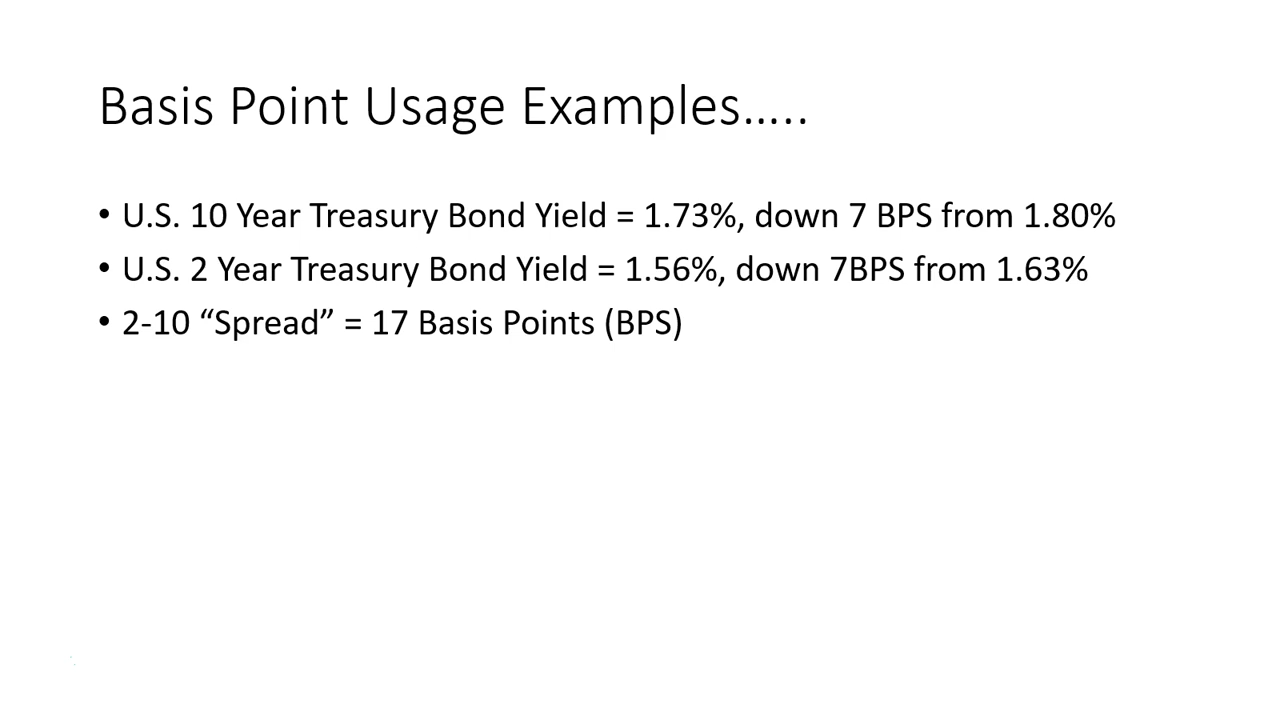 Basis Point Usage Examples…..
• U.S. 10 Year Treasury Bond Yield = 1.73%, down 7 BPS from 1.80%
• U.S. 2 Year Treasury Bond Yield = 1.56%, down 7BPS from 1.63%
• 2-10 “Spread” = 17 Basis Points (BPS)